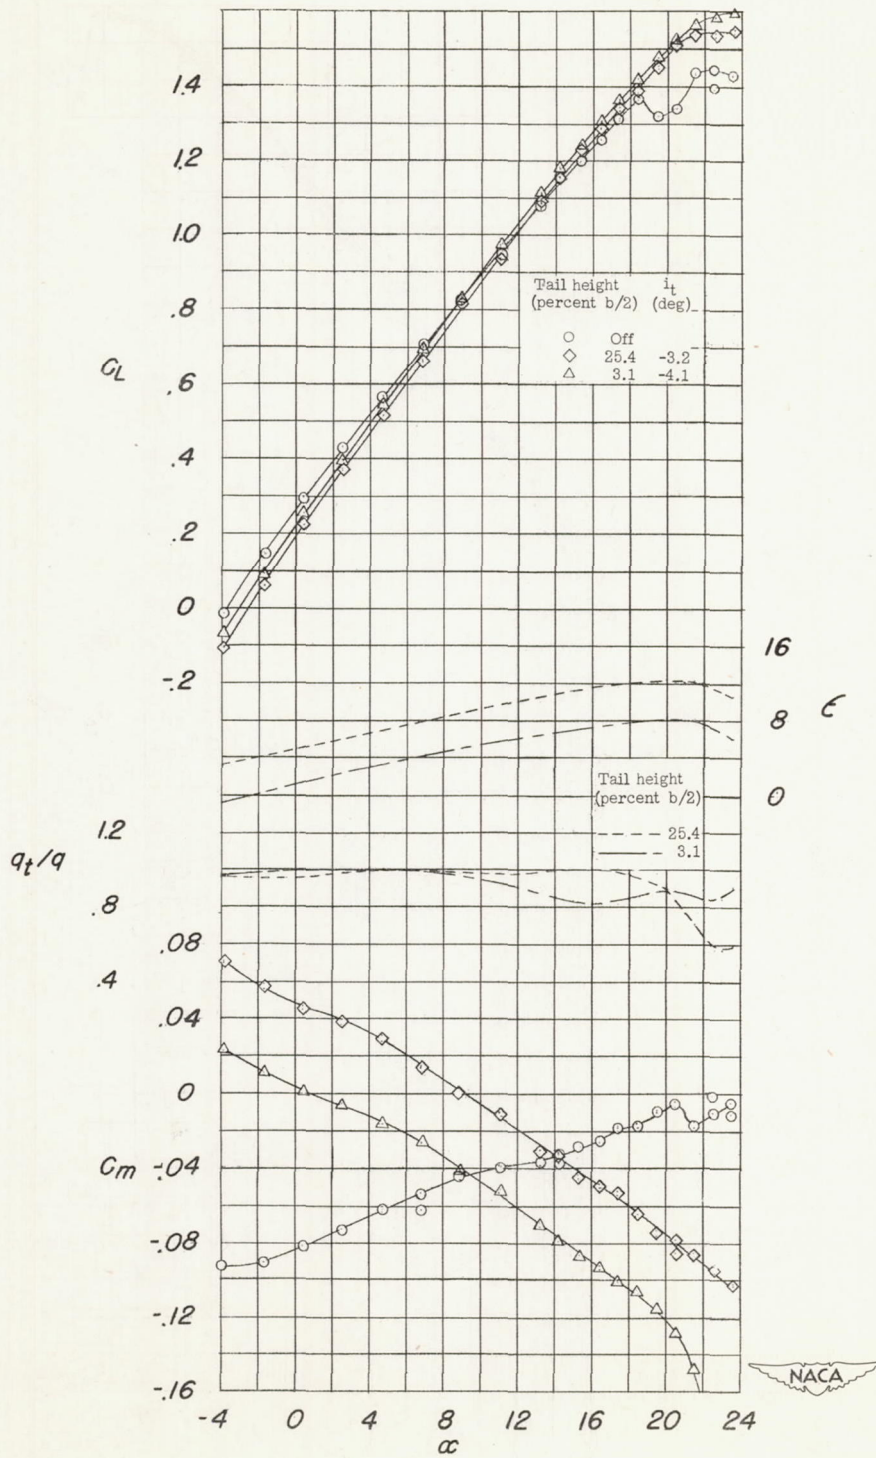 1.4
1.2
1.0
.8
.6
.4
.2
0
-.2
C_L
Tail height i_t
(percent b/2) (deg)
Off
25.4 -3.2
3.1 -4.1
16
8
0
ϵ
Tail height
(percent b/2)
25.4
3.1
1.2
.8
.4
q_t/q
.08
.04
0
-.04
-.08
-.12
-.16
C_m
-4 0 4 8 12 16 20 24
α
NACA